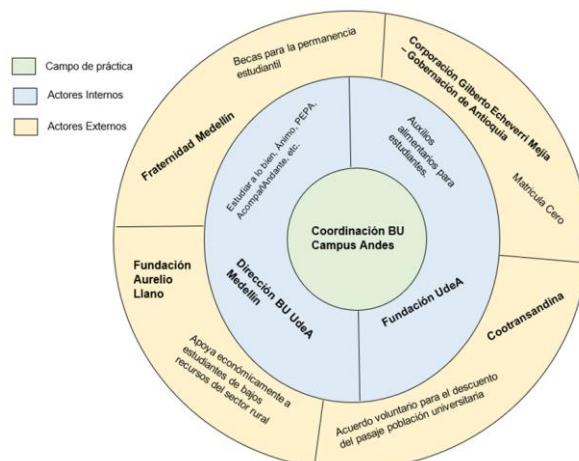 Campo de práctica
Actores Internos
Actores Externos
Becas para la permanencia
estudiantil
Fraternidad Medellín
Corporación Gilberto Echeverri Mejía
– Gobernación de Antioquia
Matrícula Cero
Estudiar a lo bien, Ánimo, PEPA,
AcompañAndante, etc.
Dirección BU UdeA
Medellín
Auxilios
alimentarios para
estudiantes.
Fundación UdeA
Coordinación BU
Campus Andes
Fundación
Aurelio
Llano
Apoya económicamente a
estudiantes de bajos
recursos del sector rural
Cootransandina
Acuerdo voluntario para el descuento
del pasaje población universitaria